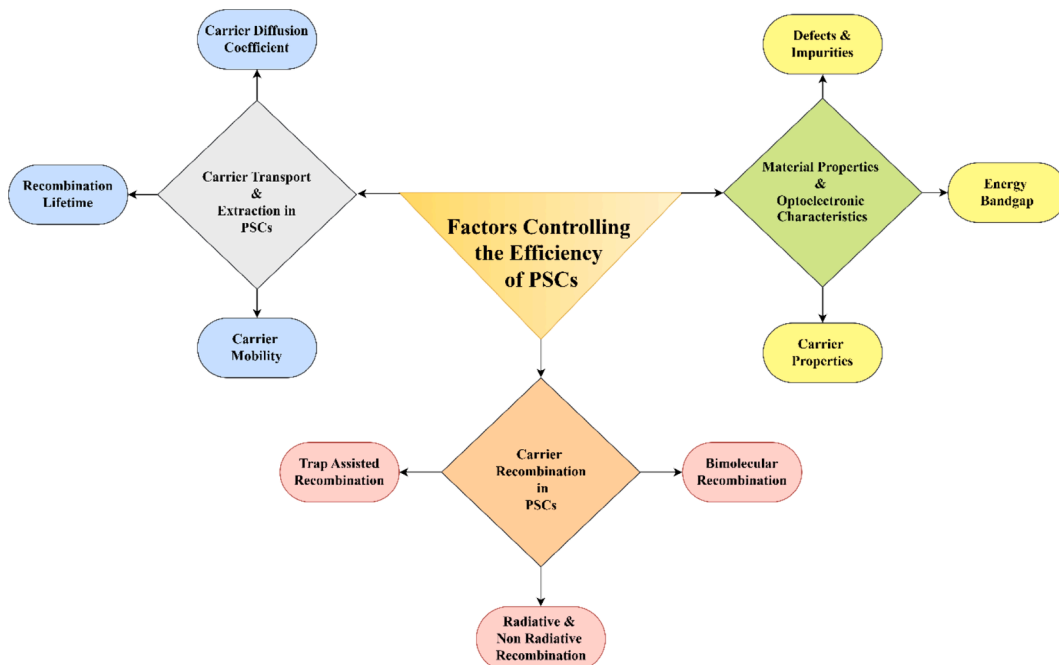 Carrier Diffusion
Coefficient
Defects &
Impurities
Recombination
Lifetime
Carrier Transport
&
Extraction in
PSCs
Material Properties
&
Optoelectronic
Characteristics
Energy
Bandgap
Factors Controlling
the Efficiency
of PSCs
Carrier
Mobility
Carrier
Properties
Trap Assisted
Recombination
Carrier
Recombination
in
PSCs
Bimolecular
Recombination
Radiative &
Non Radiative
Recombination